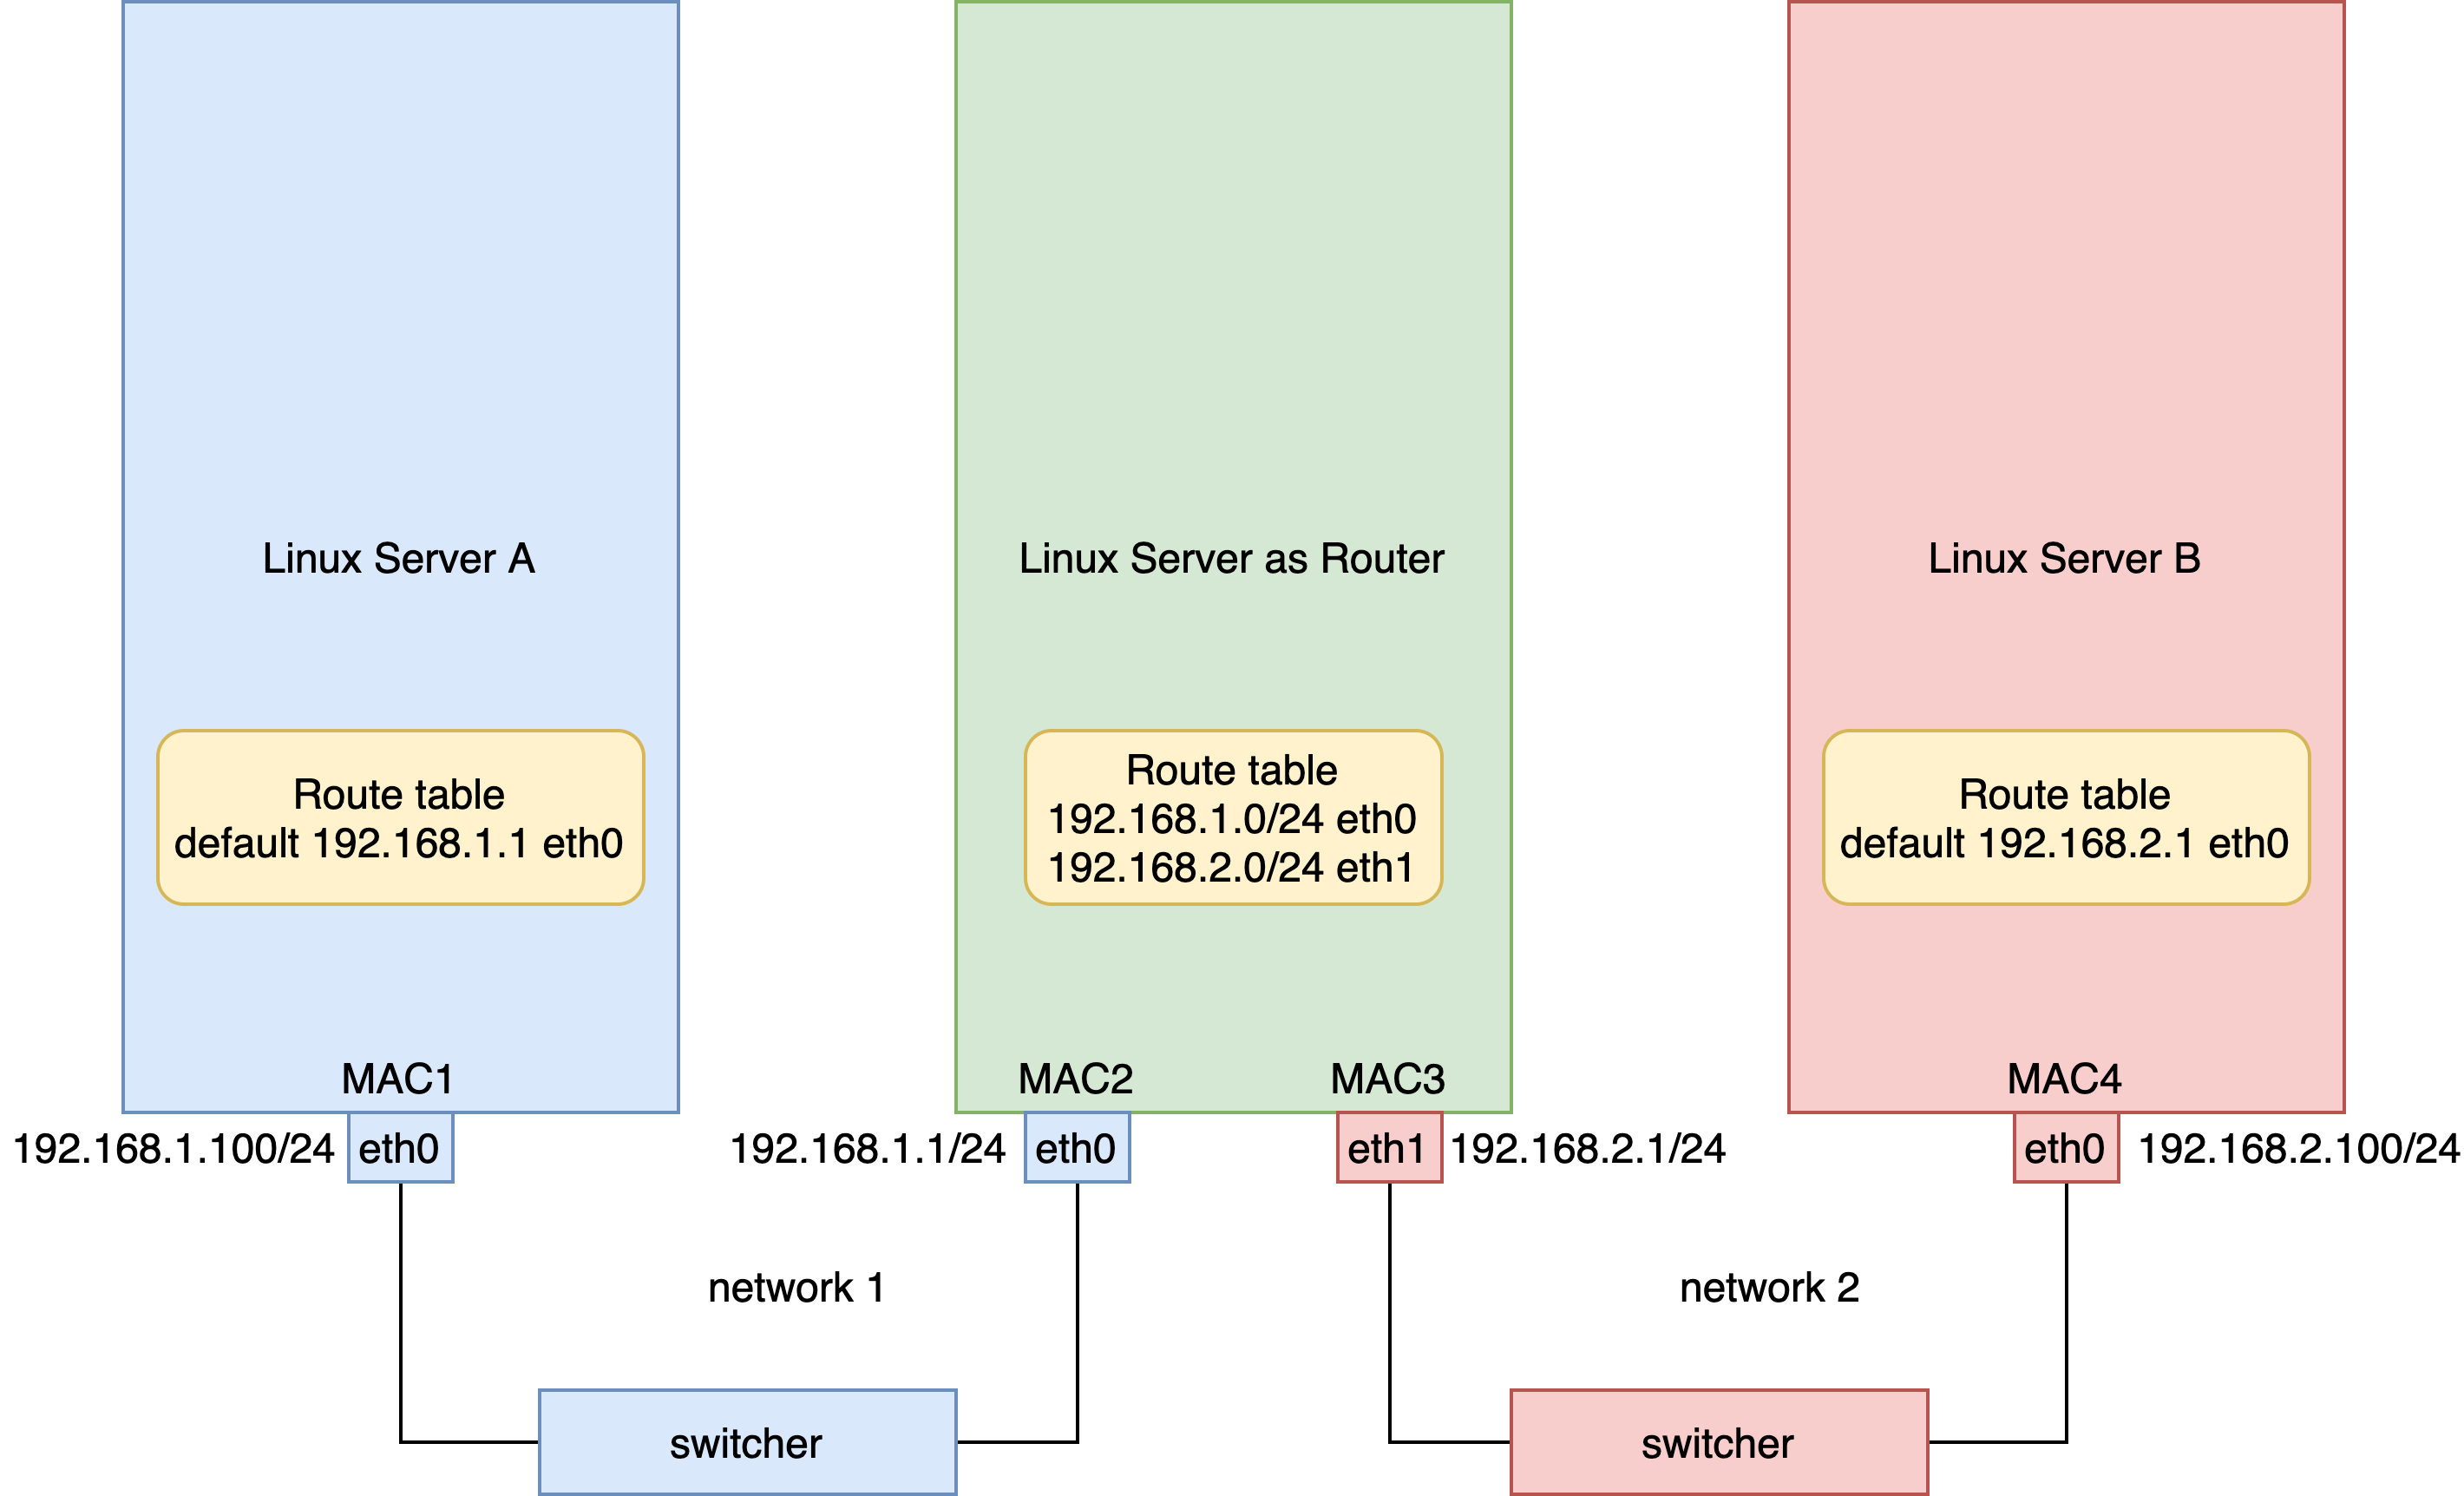 Linux Server A
Linux Server as Router
Linux Server B
Route table
default 192.168.1.1 eth0
Route table
192.168.1.0/24 eth0
192.168.2.0/24 eth1
Route table
default 192.168.2.1 eth0
MAC1
MAC2
MAC3
MAC4
192.168.1.100/24
eth0
192.168.1.1/24
eth0
eth1
192.168.2.1/24
eth0
192.168.2.100/24
network 1
network 2
switcher
switcher